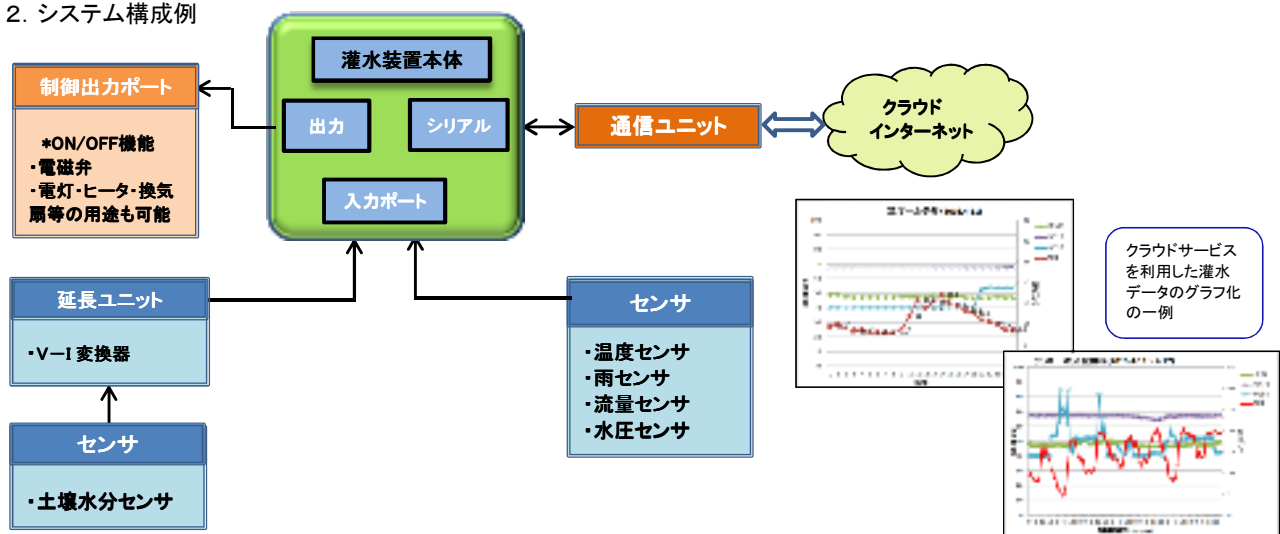 2．システム構成例
灌水装置本体
出力
シリアル
入力ポート
制御出力ポート
*ON/OFF機能
・電磁弁
・電灯・ヒータ・換気
扇等の用途も可能
通信ユニット
クラウド
インターネット
延長ユニット
・V－I 変換器
センサ
・土壌水分センサ
センサ
・温度センサ
・雨センサ
・流量センサ
・水圧センサ
クラウドサービス
を利用した灌水
データのグラフ化
の一例